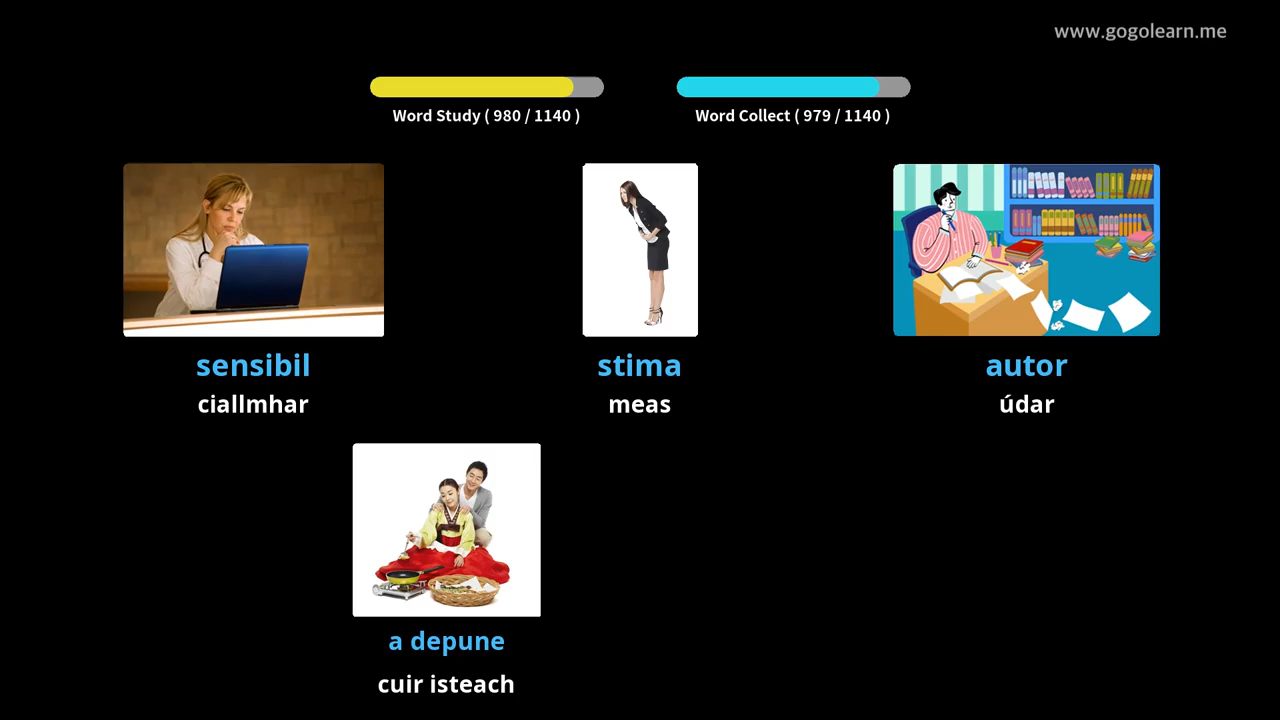 www.gogolearn.me
Word Study ( 980 / 1140 )
Word Collect ( 979 / 1140 )
sensibil
ciallmhar
stima
meas
autor
údar
a depune
cuir isteach